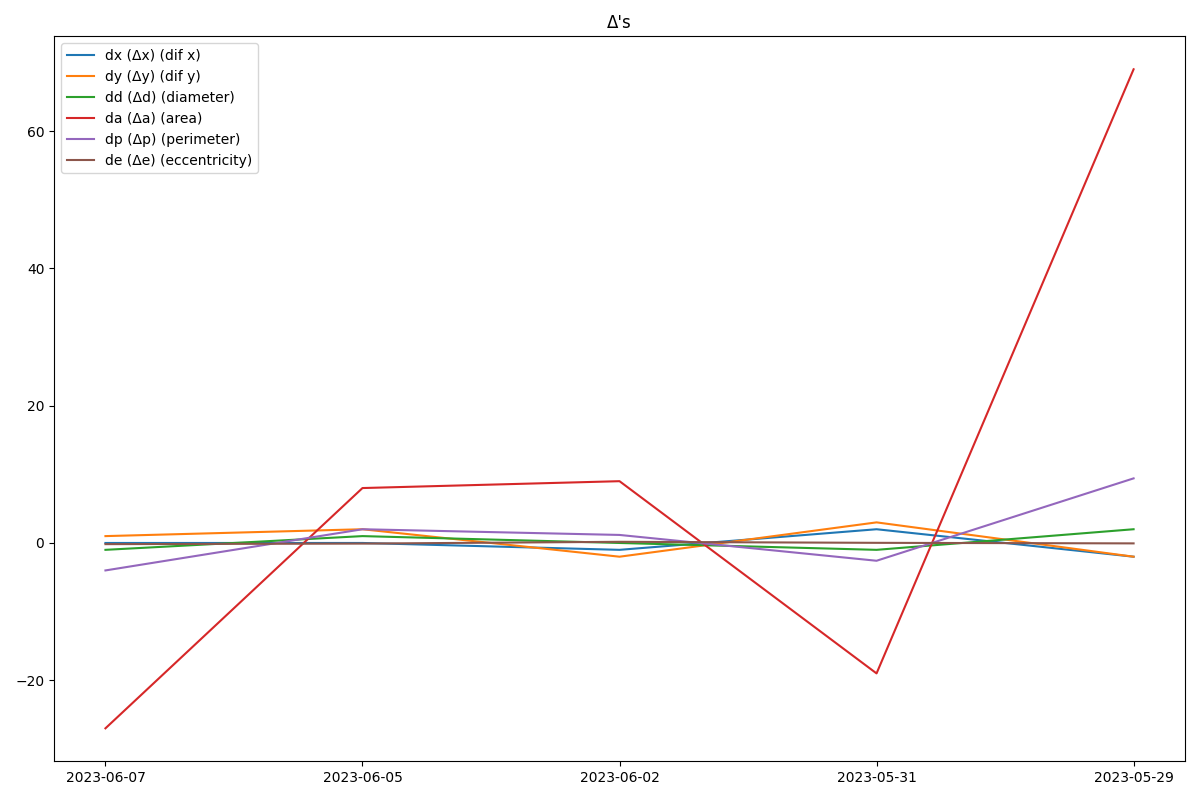 Δ's
dx (Δx) (dif x)
dy (Δy) (dif y)
dd (Δd) (diameter)
da (Δa) (area)
dp (Δp) (perimeter)
de (Δe) (eccentricity)
60
40
20
0
−20
2023-06-07
2023-06-05
2023-06-02
2023-05-31
2023-05-29